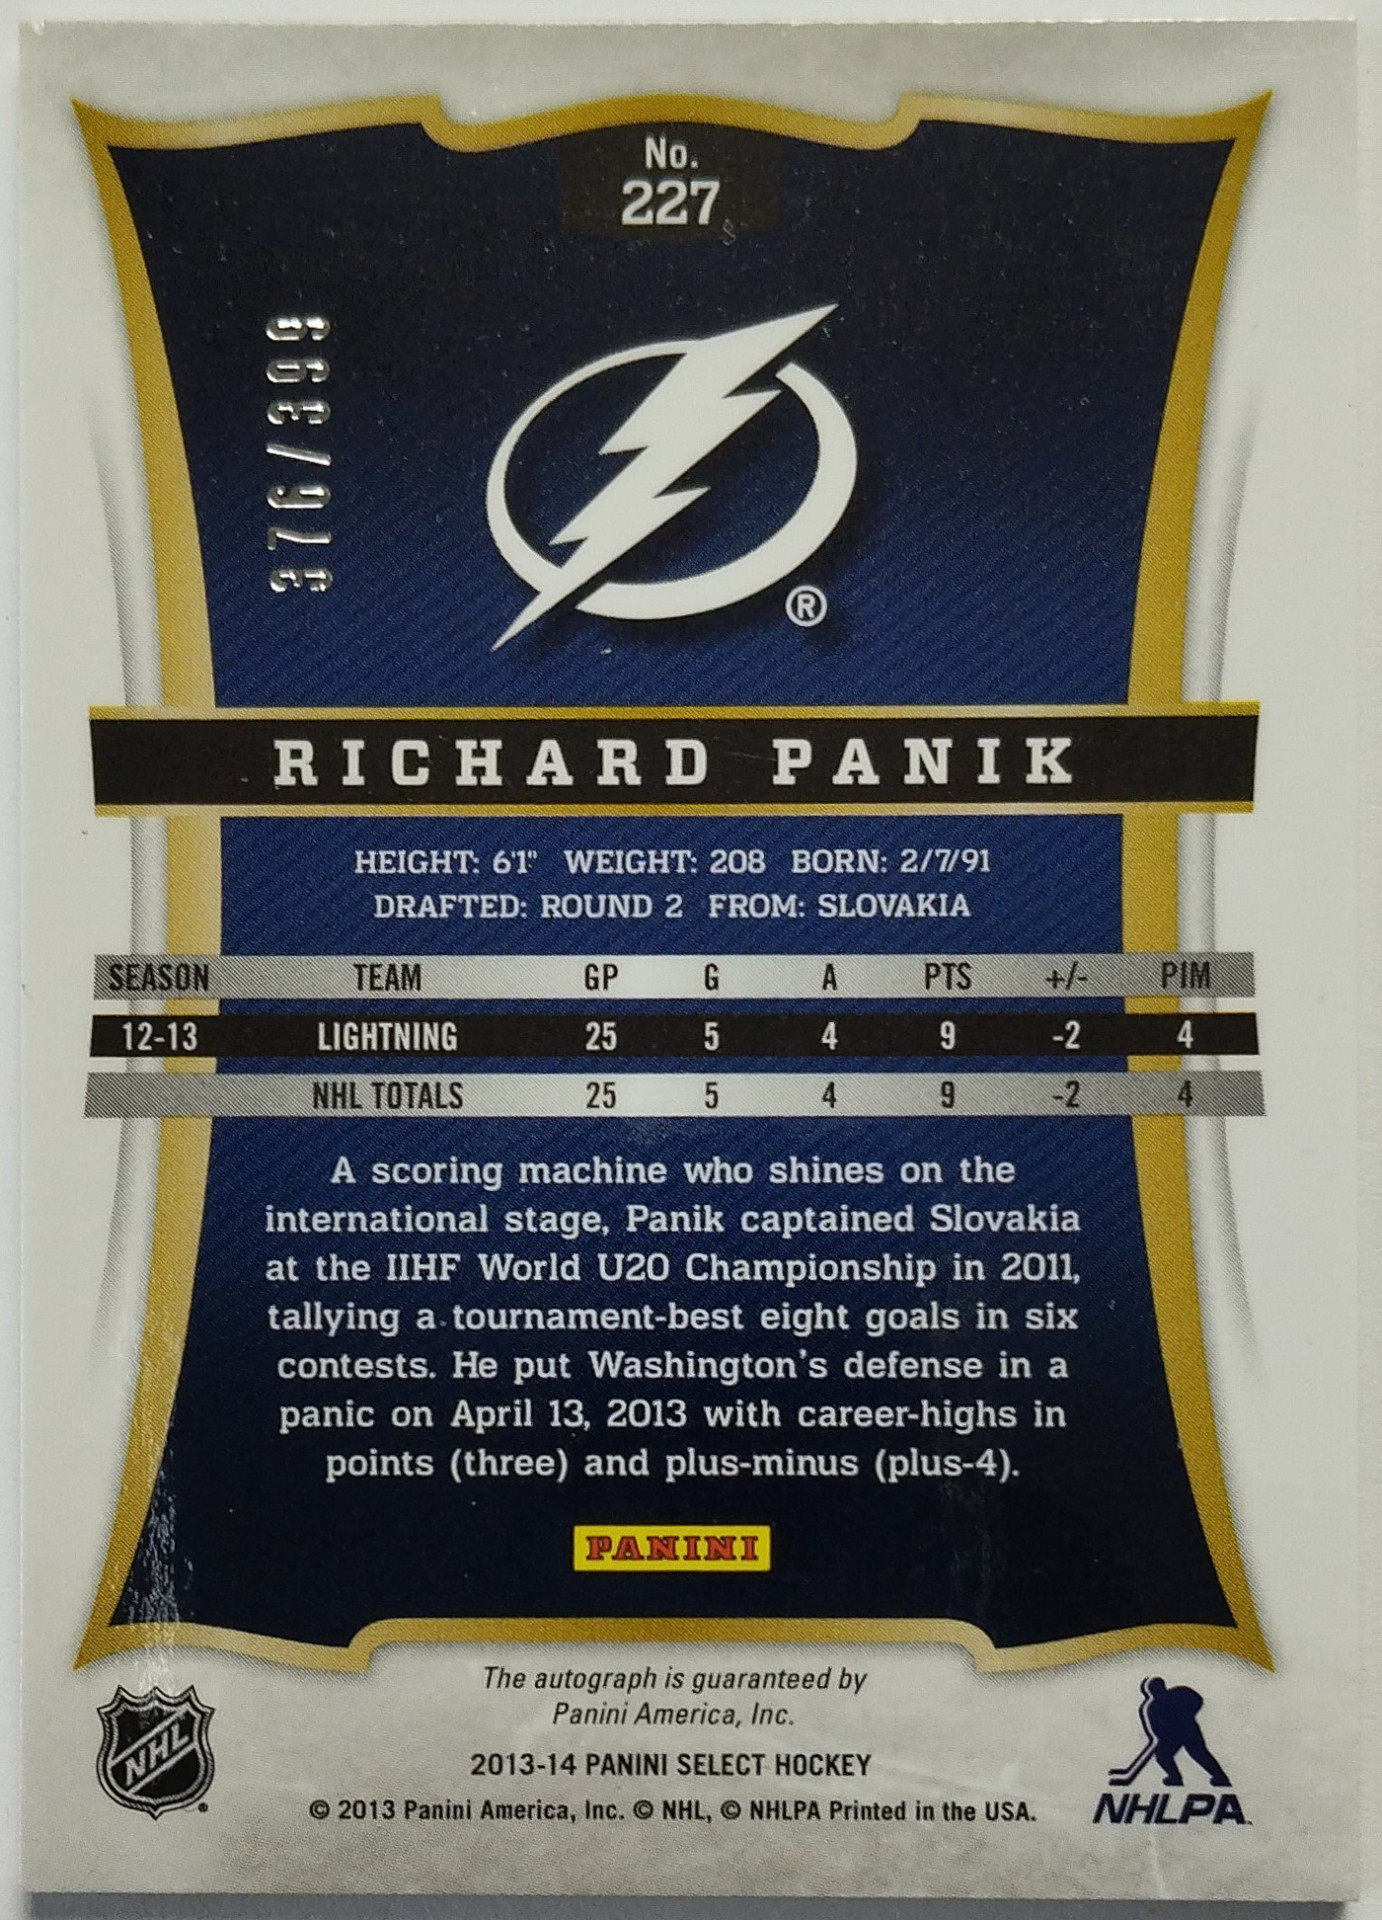 No.
227
376/399
®
RICHARD PANIK
HEIGHT: 6'1" WEIGHT: 208 BORN: 2/7/91
DRAFTED: ROUND 2 FROM: SLOVAKIA
SEASON TEAM GP G A PTS +/- PIM
12-13 LIGHTNING 25 5 4 9 -2 4
NHL TOTALS 25 5 4 9 -2 4
A scoring machine who shines on the
international stage, Panik captained Slovakia
at the IIHF World U20 Championship in 2011,
tallying a tournament-best eight goals in six
contests. He put Washington's defense in a
panic on April 13, 2013 with career-highs in
points (three) and plus-minus (plus-4).
PANINI
The autograph is guaranteed by
Panini America, Inc.
2013-14 PANINI SELECT HOCKEY
© 2013 Panini America, Inc. © NHL, © NHLPA Printed in the USA.
NHL
NHLPA